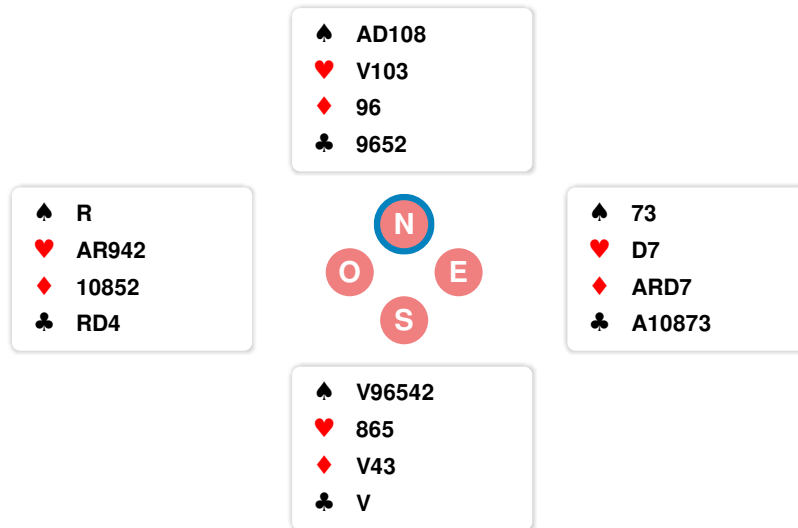 ♠ AD108
♥ V103
♦ 96
♣ 9652
♠ R
♥ AR942
♦ 10852
♣ RD4
N
O E
S
♠ 73
♥ D7
♦ ARD7
♣ A10873
♠ V96542
♥ 865
♦ V43
♣ V